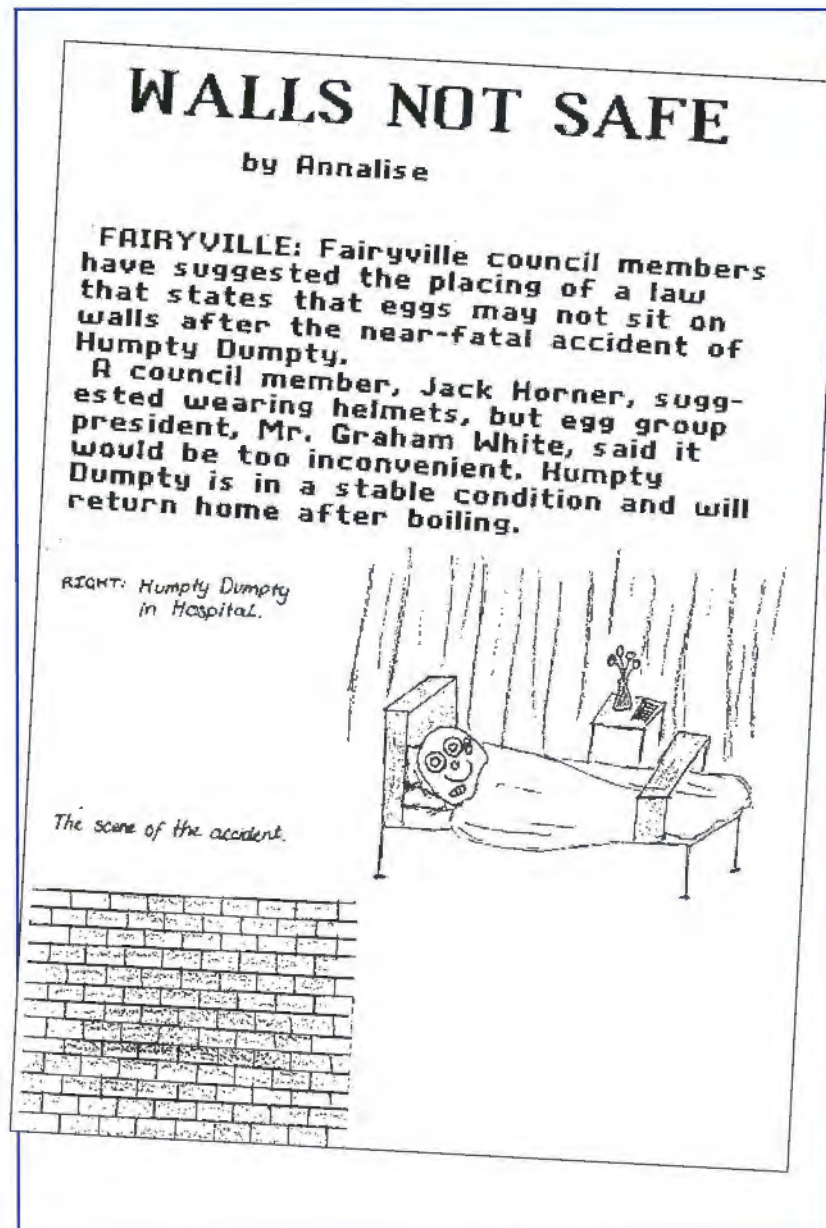 WALLS NOT SAFE
by Annalise
FAIRYVILLE: Fairyville council members
have suggested the placing of a law
that states that eggs may not sit on
walls after the near-fatal accident of
Humpty Dumpty.
A council member, Jack Horner, sugg-
ested wearing helmets, but egg group
president, Mr. Graham White, said it
would be too inconvenient. Humpty
Dumpty is in a stable condition and will
return home after boiling.
RIGHT: Humpty Dumpty
in Hospital.
The scene of the accident.